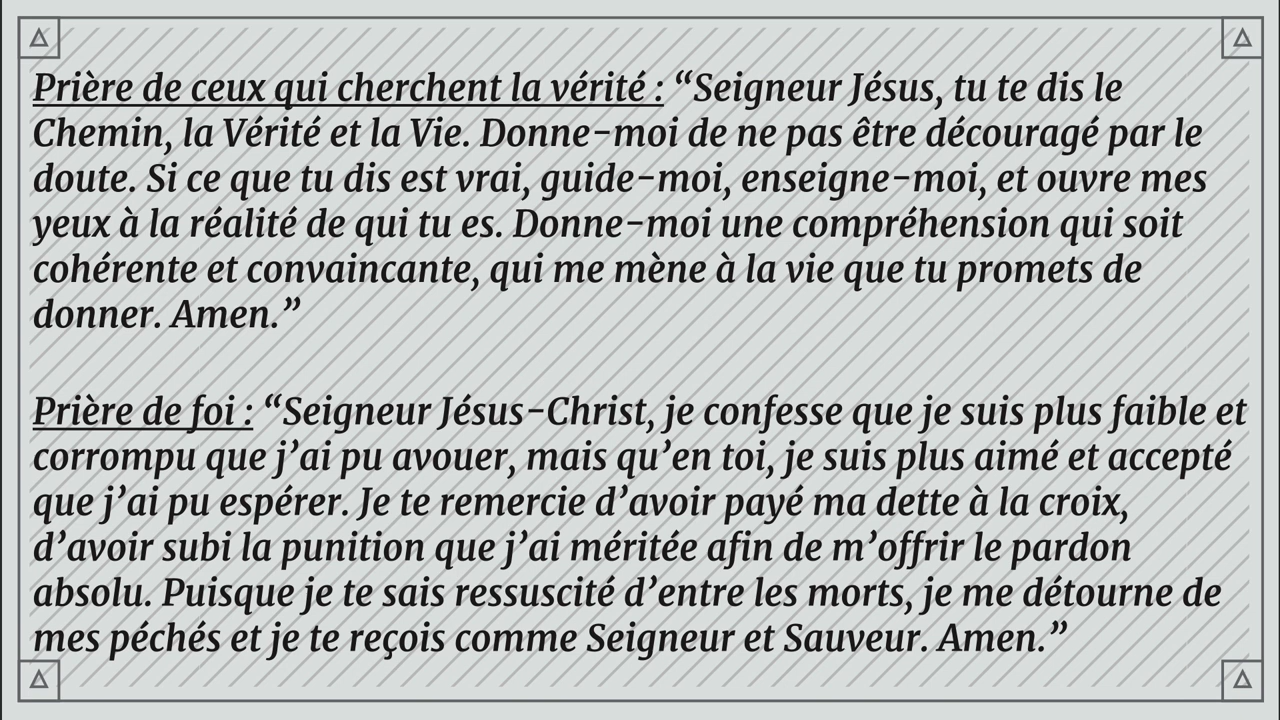 Prière de ceux qui cherchent la vérité : “Seigneur Jésus, tu te dis le
Chemin, la Vérité et la Vie. Donne-moi de ne pas être découragé par le
doute. Si ce que tu dis est vrai, guide-moi, enseigne-moi, et ouvre mes
yeux à la réalité de qui tu es. Donne-moi une compréhension qui soit
cohérente et convaincante, qui me mène à la vie que tu promets de
donner. Amen.”
Prière de foi : “Seigneur Jésus-Christ, je confesse que je suis plus faible et
corrompu que j’ai pu avouer, mais qu’en toi, je suis plus aimé et accepté
que j’ai pu espérer. Je te remercie d’avoir payé ma dette à la croix,
d’avoir subi la punition que j’ai méritée afin de m’offrir le pardon
absolu. Puisque je te sais ressuscité d’entre les morts, je me détourne de
mes péchés et je te reçois comme Seigneur et Sauveur. Amen.”